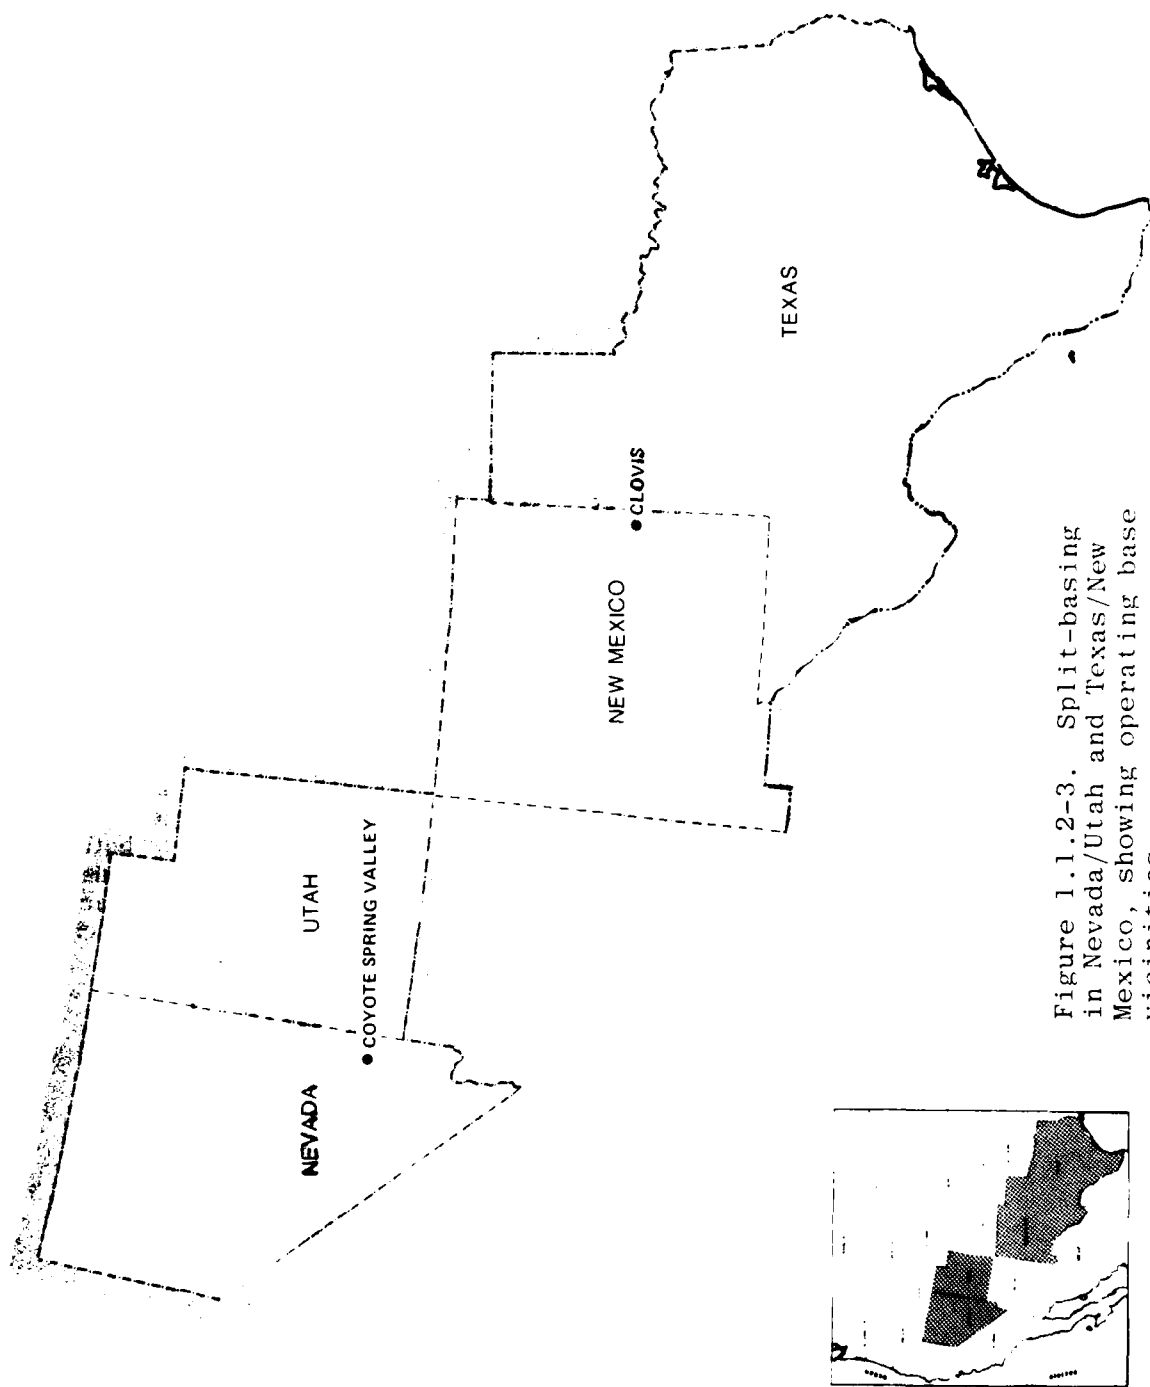 NEVADA
UTAH
COYOTE SPRING VALLEY
NEW MEXICO
CLOVIS
TEXAS
Figure 1.1.2-3. Split-basing
in Nevada/Utah and Texas/New
Mexico, showing operating base